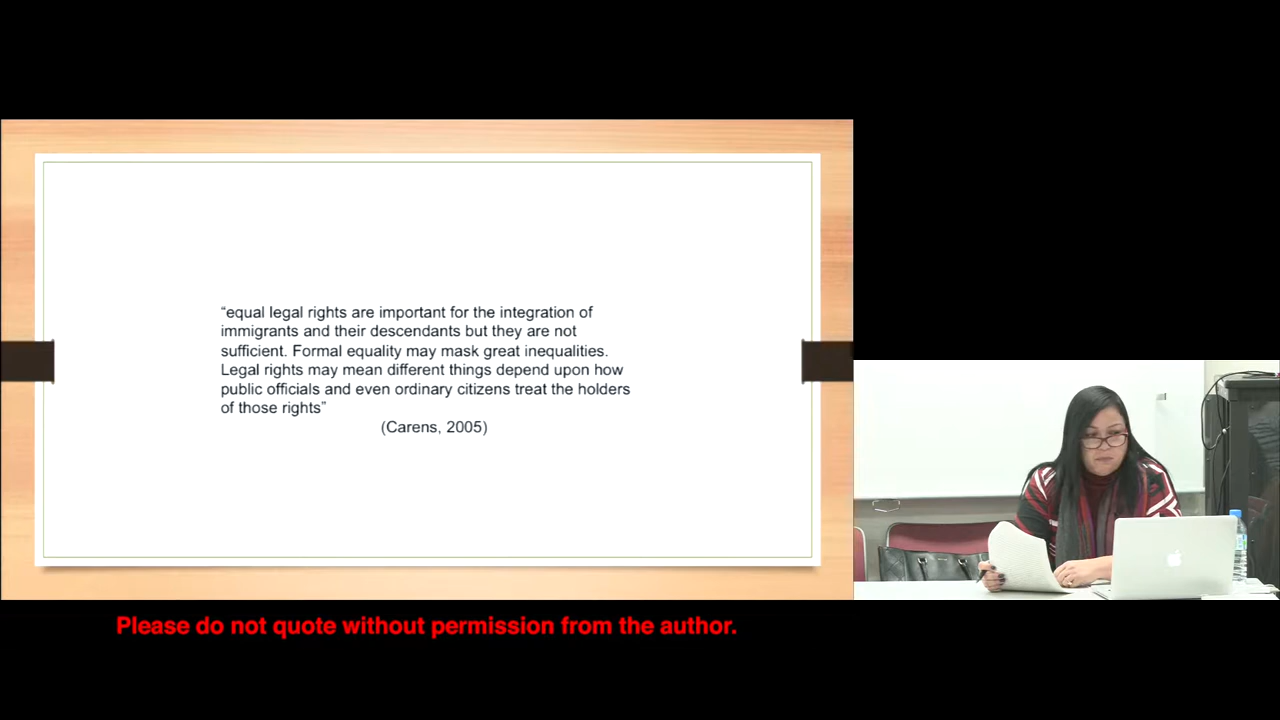 “equal legal rights are important for the integration of
immigrants and their descendants but they are not
sufficient. Formal equality may mask great inequalities.
Legal rights may mean different things depend upon how
public officials and even ordinary citizens treat the holders
of those rights”
(Carens, 2005)
Please do not quote without permission from the author.